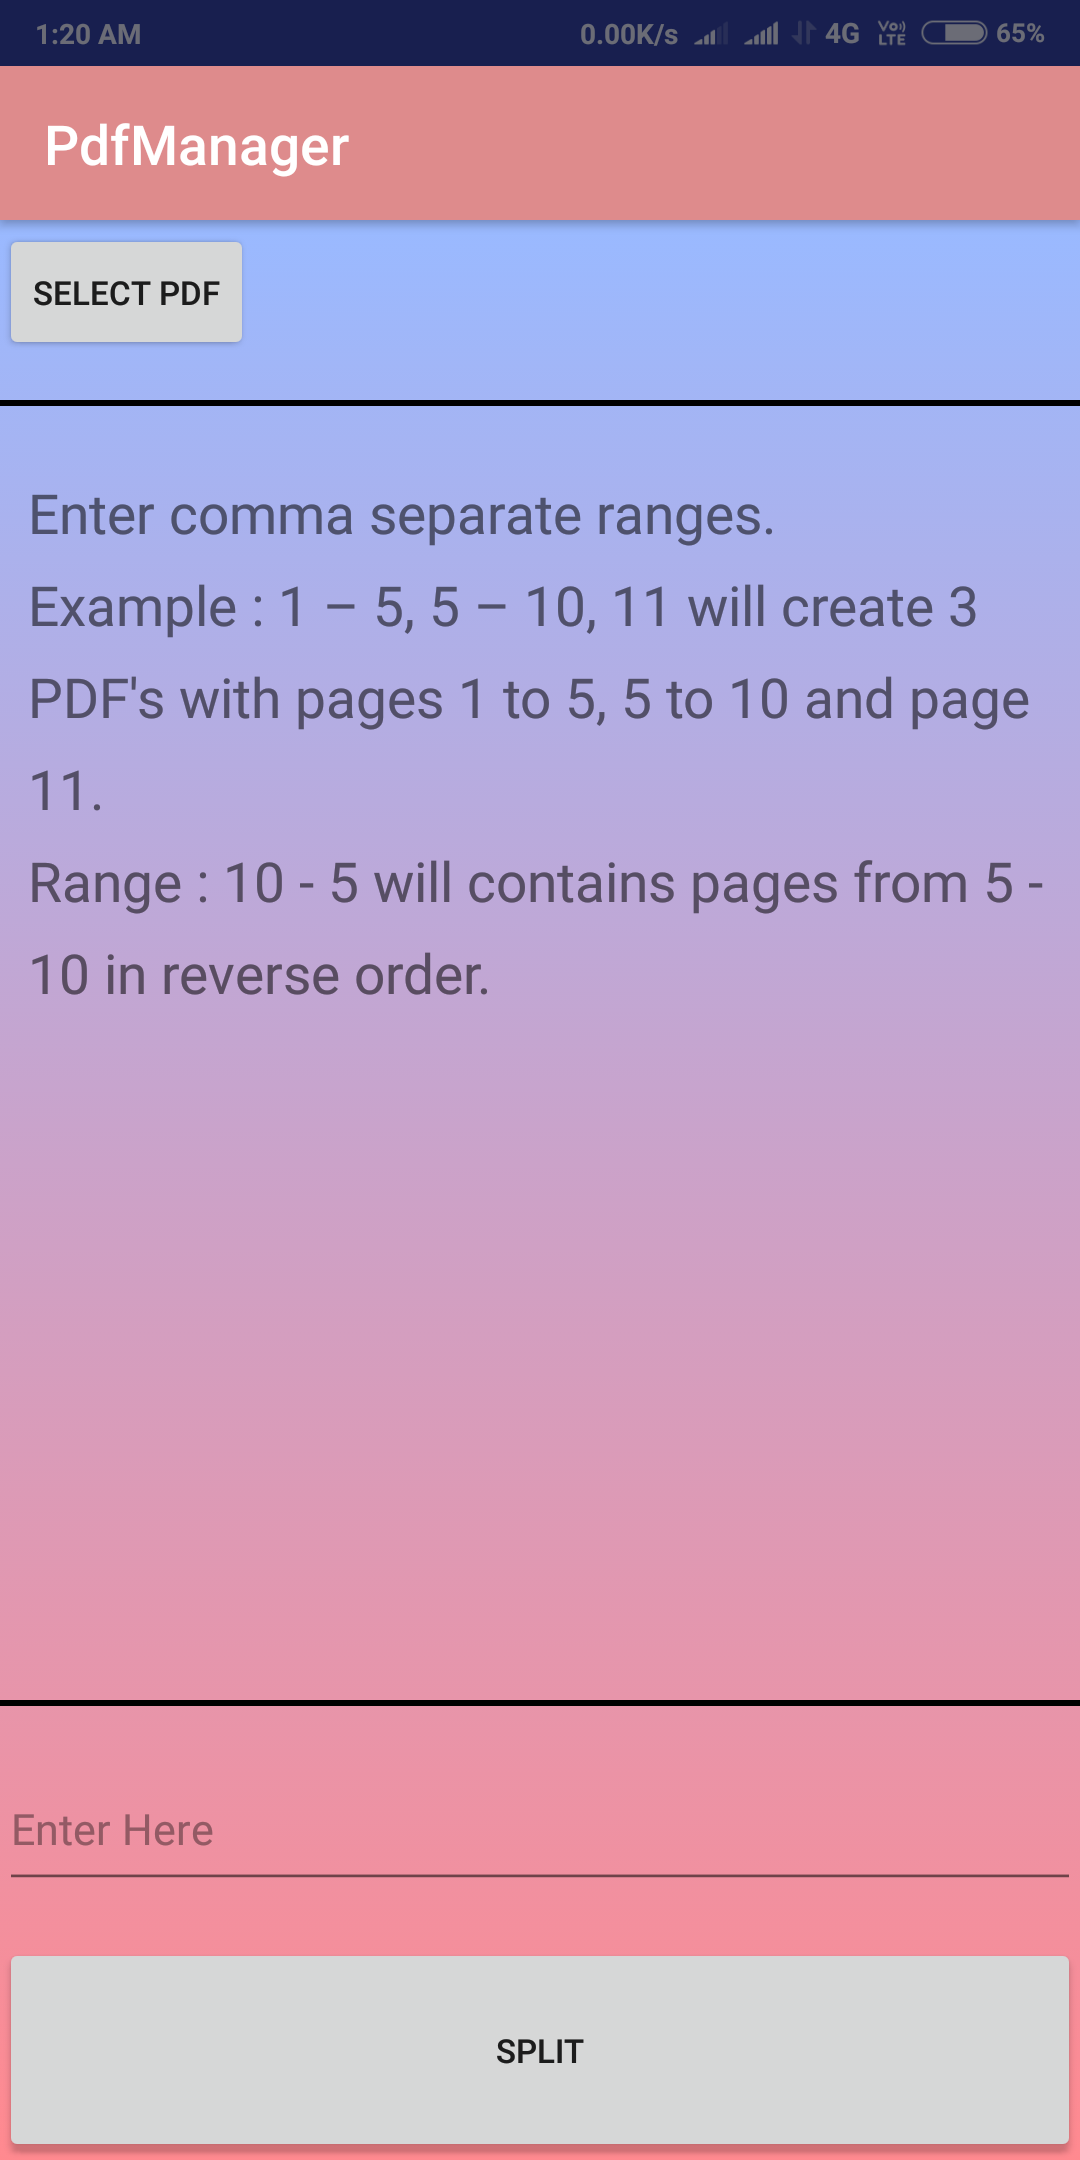 1:20 AM 0.00K/s 4G VoLTE 65%
PdfManager
SELECT PDF
Enter comma separate ranges.
Example : 1 – 5, 5 – 10, 11 will create 3
PDF's with pages 1 to 5, 5 to 10 and page
11.
Range : 10 - 5 will contains pages from 5 -
10 in reverse order.
Enter Here
SPLIT